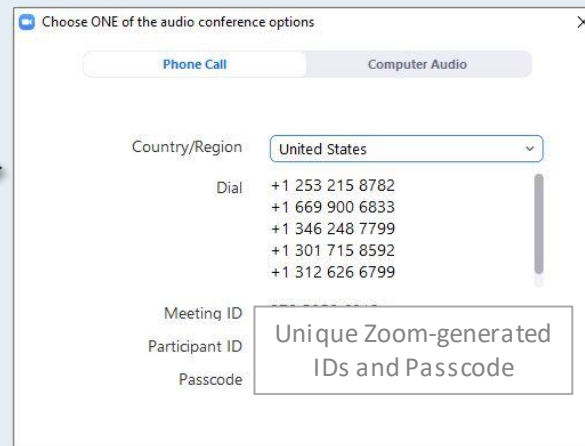 Choose ONE of the audio conference options
Phone Call Computer Audio
Country/Region United States
Dial +1 253 215 8782
+1 669 900 6833
+1 346 248 7799
+1 301 715 8592
+1 312 626 6799
Meeting ID
Participant ID
Passcode
Unique Zoom-generated
IDs and Passcode